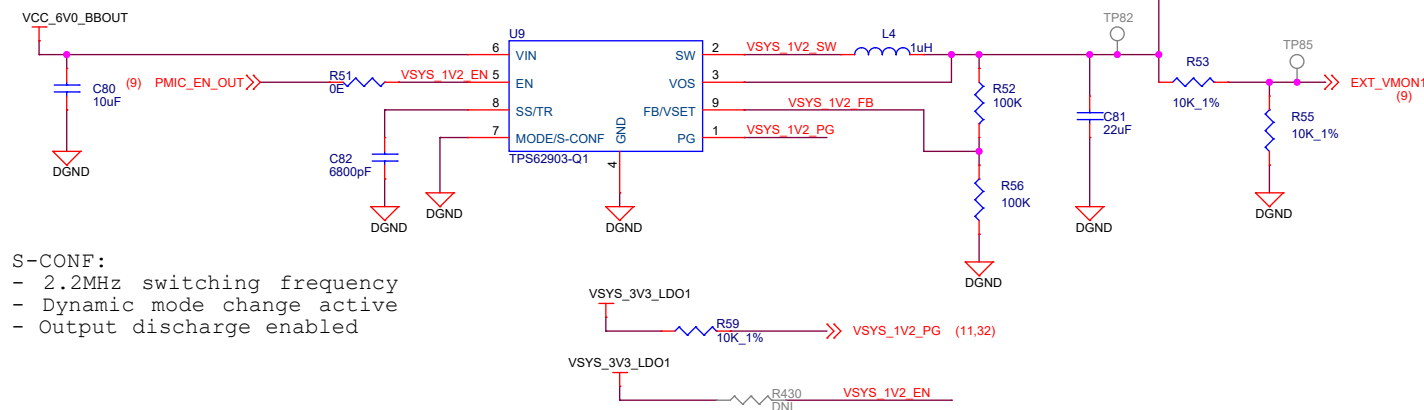 VCC_6V0_BBOUT
C80
10uF
DGND
(9) PMIC_EN_OUT
R51
0E
VSYS_1V2_EN
C82
6800pF
DGND
DGND
U9
6 VIN
5 EN
8 SS/TR
7 MODE/S-CONF
GND
4
SW 2
VOS 3
FB/VSET 9
PG 1
TPS62903-Q1
DGND
VSYS_1V2_SW
L4
1uH
VSYS_1V2_FB
VSYS_1V2_PG
R52
100K
R56
100K
DGND
TP82
C81
22uF
DGND
R53
10K_1%
TP85
R55
10K_1%
DGND
EXT_VMON1
(9)
S-CONF:
- 2.2MHz switching frequency
- Dynamic mode change active
- Output discharge enabled
VSYS_3V3_LDO1
R59
10K_1%
VSYS_1V2_PG (11,32)
VSYS_3V3_LDO1
R430
DNI
VSYS_1V2_EN